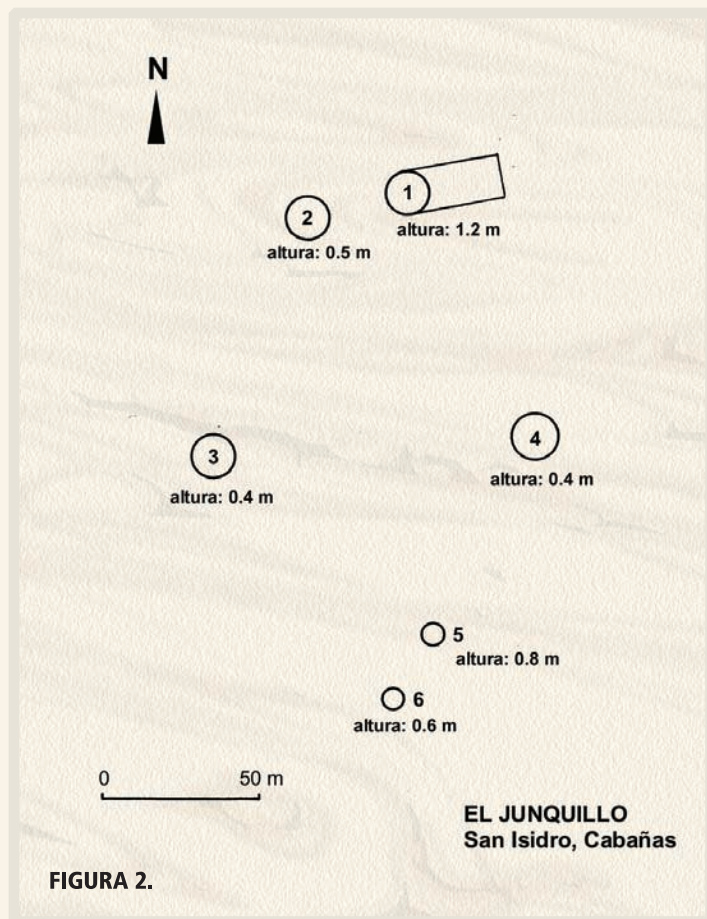 N
1
altura: 1.2 m
2
altura: 0.5 m
3
altura: 0.4 m
4
altura: 0.4 m
5
altura: 0.8 m
6
altura: 0.6 m
0 50 m
EL JUNQUILLO
San Isidro, Cabañas
FIGURA 2.